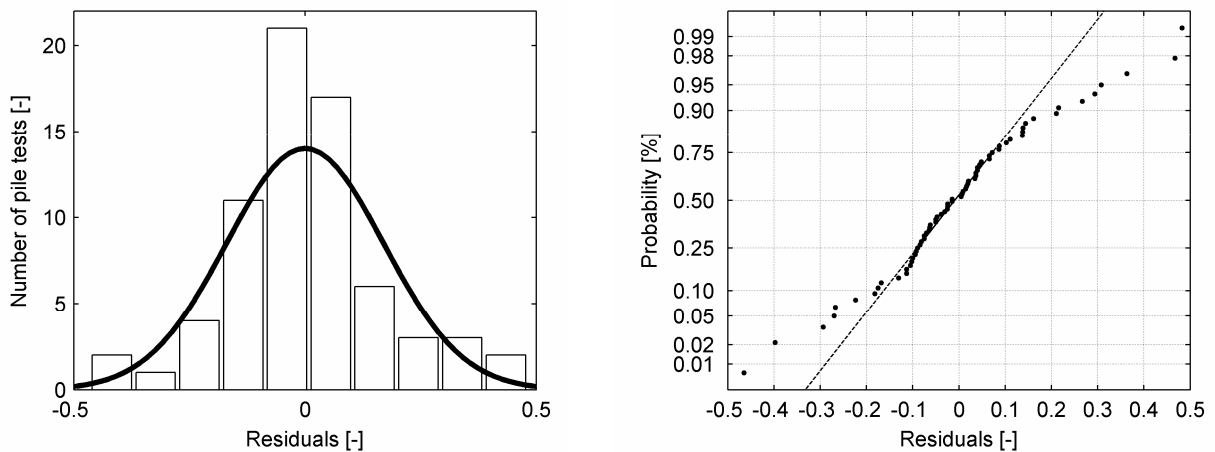 Number of pile tests [-]
20
15
10
5
0
-0.5 0 0.5
Residuals [-]
Probability [%]
0.99
0.98
0.95
0.90
0.75
0.50
0.25
0.10
0.05
0.02
0.01
-0.5 -0.4 -0.3 -0.2 -0.1 0 0.1 0.2 0.3 0.4 0.5
Residuals [-]